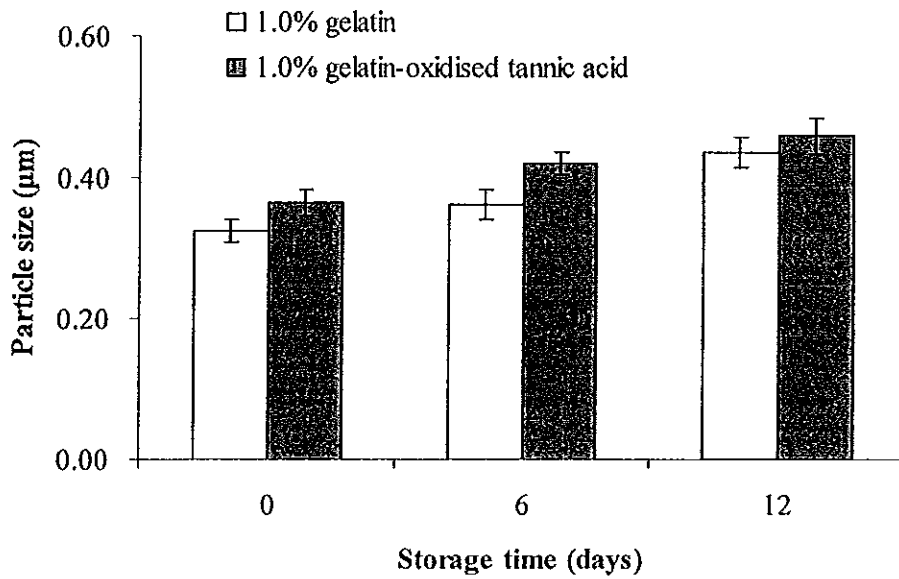 1.0% gelatin
1.0% gelatin-oxidised tannic acid
0.60
0.40
0.20
0.00
Particle size (µm)
0 6 12
Storage time (days)